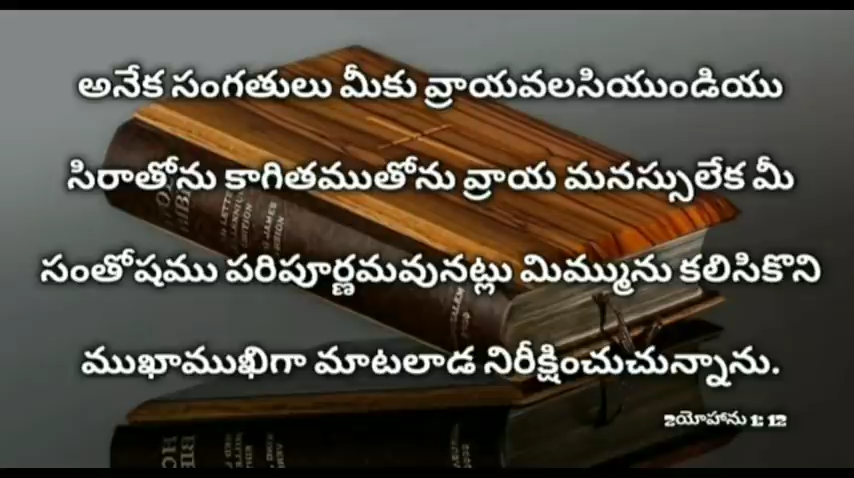 అనేక సంగతులు మీకు వ్రాయవలసియుండియు
సిరాతోను కాగితముతోను వ్రాయ మనస్సులేక మీ
సంతోషము పరిపూర్ణమవునట్లు మిమ్మును కలిసికొని
ముఖాముఖిగా మాటలాడ నిరీక్షించుచున్నాను.
2యోహాను 1: 12